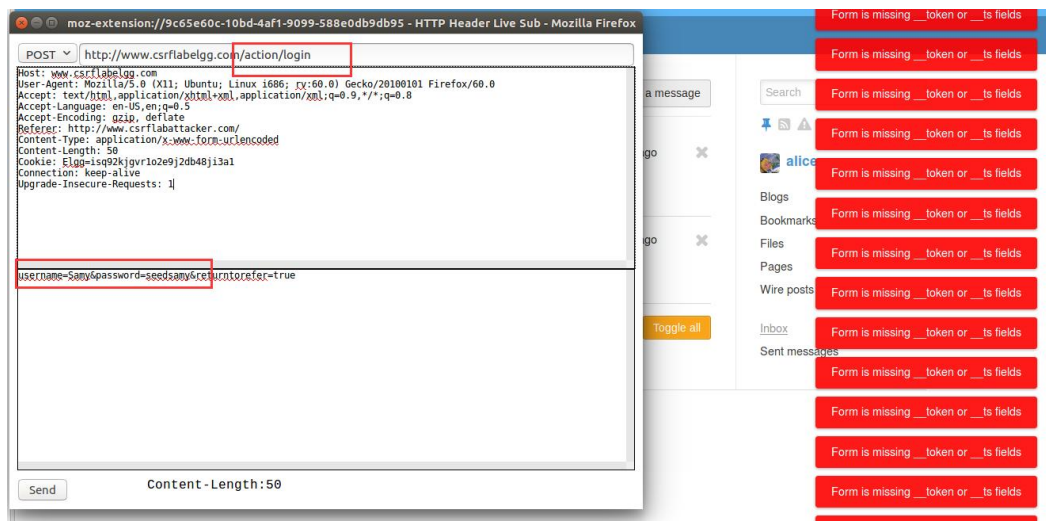 moz-extension://9c65e60c-10bd-4af1-9099-588e0db9db95 - HTTP Header Live Sub - Mozilla Firefox
POST
http://www.csrflabelgg.com/action/login
Host: www.csrflabelgg.com
User-Agent: Mozilla/5.0 (X11; Ubuntu; Linux i686; rv:60.0) Gecko/20100101 Firefox/60.0
Accept: text/html,application/xhtml+xml,application/xml;q=0.9,*/*;q=0.8
Accept-Language: en-US,en;q=0.5
Accept-Encoding: gzip, deflate
Referer: http://www.csrflabattacker.com/
Content-Type: application/x-www-form-urlencoded
Content-Length: 50
Cookie: Elgg=isq92kjgvr1o2e9j2db48ji3a1
Connection: keep-alive
Upgrade-Insecure-Requests: 1
username=Samy&password=seedsamy&returntorefer=true
Send
Content-Length:50
a message
go
go
Toggle all
Search
alice
Blogs
Bookmarks
Files
Pages
Wire posts
Inbox
Sent messages
Form is missing __token or __ts fields
Form is missing __token or __ts fields
Form is missing __token or __ts fields
Form is missing __token or __ts fields
Form is missing __token or __ts fields
Form is missing __token or __ts fields
Form is missing __token or __ts fields
Form is missing __token or __ts fields
Form is missing __token or __ts fields
Form is missing __token or __ts fields
Form is missing __token or __ts fields
Form is missing __token or __ts fields
Form is missing __token or __ts fields